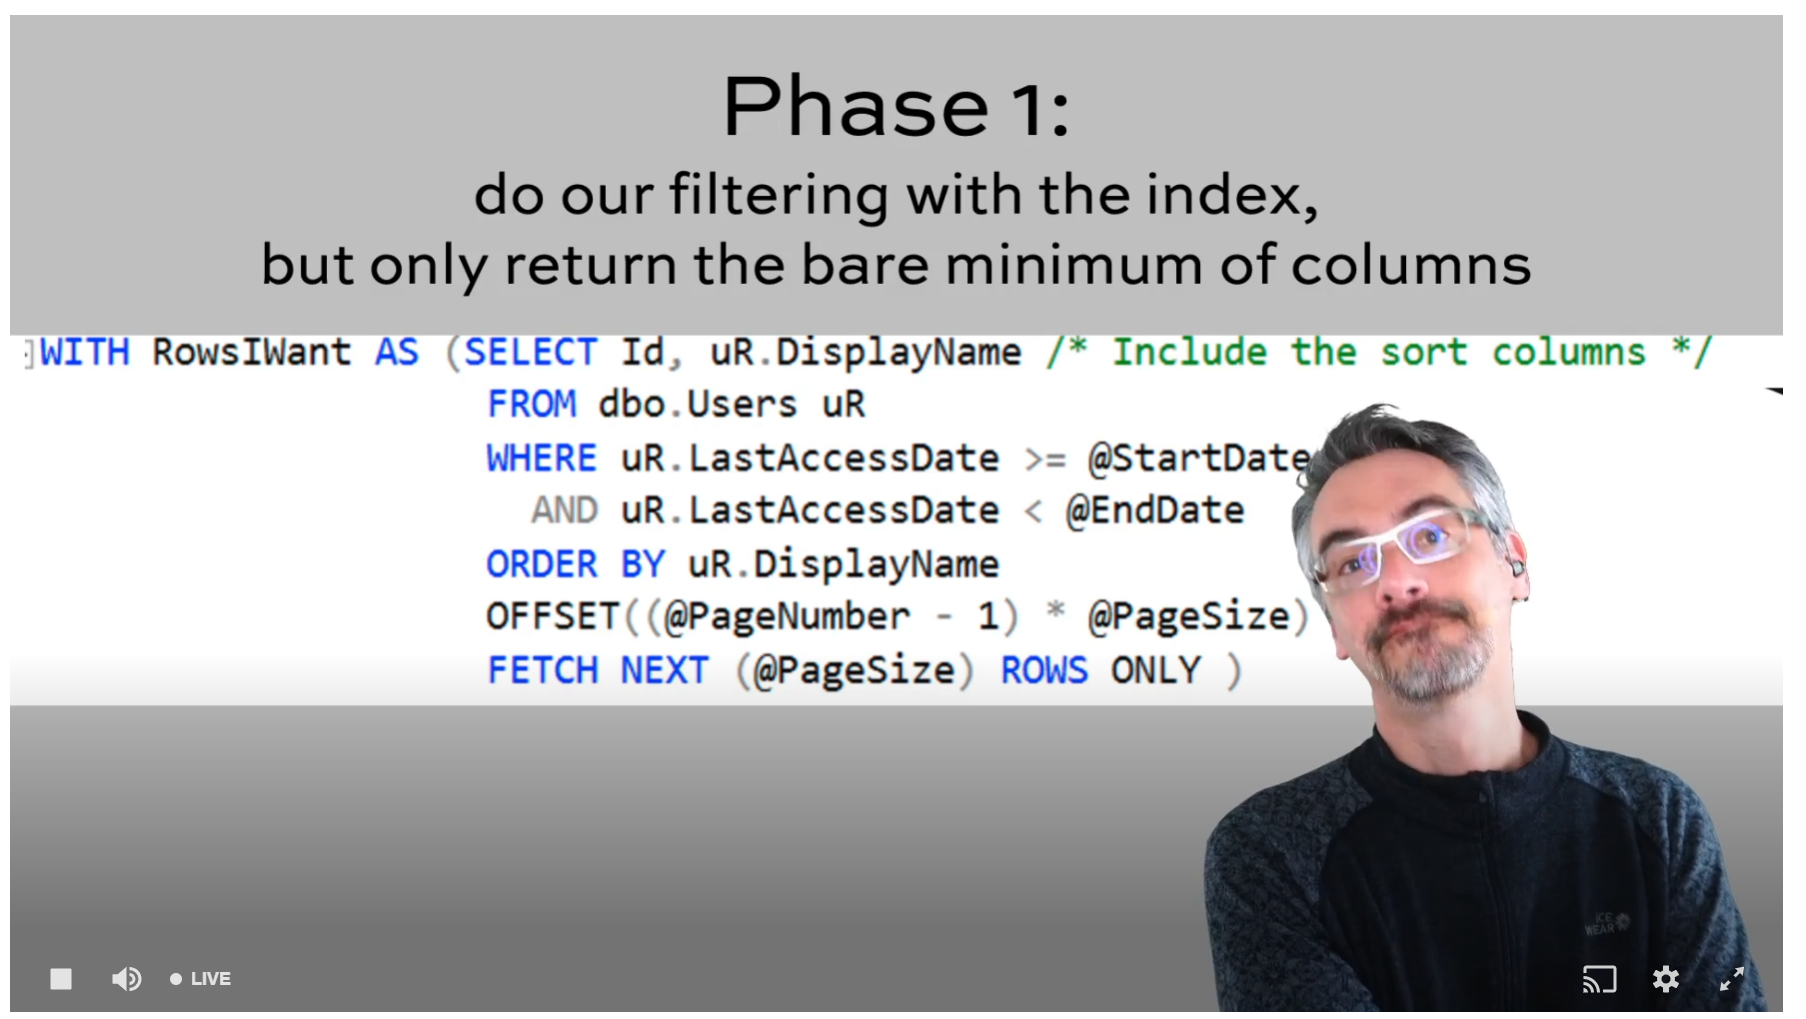 Phase 1:
do our filtering with the index,
but only return the bare minimum of columns
WITH RowsIWant AS (SELECT Id, uR.DisplayName /* Include the sort columns */
FROM dbo.Users uR
WHERE uR.LastAccessDate >= @StartDate
AND uR.LastAccessDate < @EndDate
ORDER BY uR.DisplayName
OFFSET((@PageNumber - 1) * @PageSize)
FETCH NEXT (@PageSize) ROWS ONLY )
ICE
WEAR
LIVE